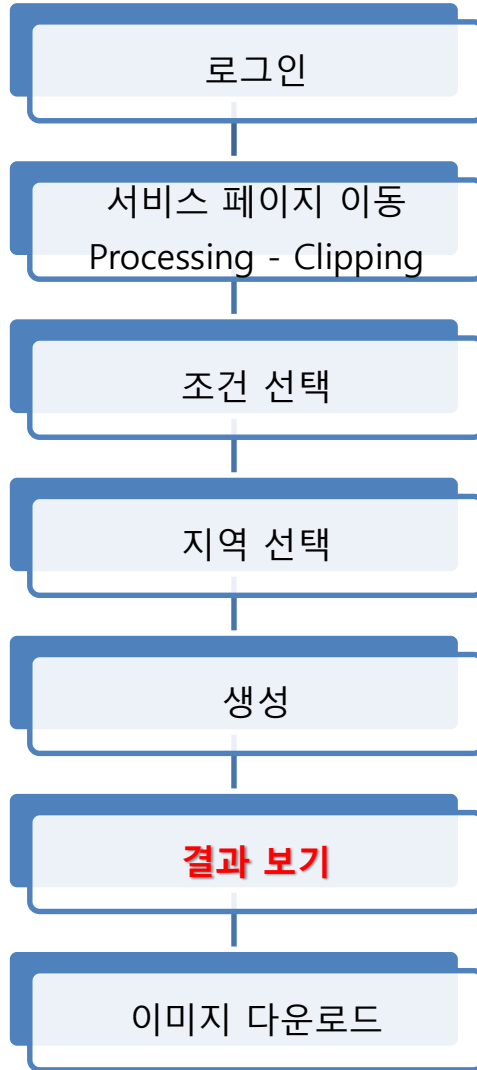 로그인
서비스 페이지 이동
Processing - Clipping
조건 선택
지역 선택
생성
결과 보기
이미지 다운로드